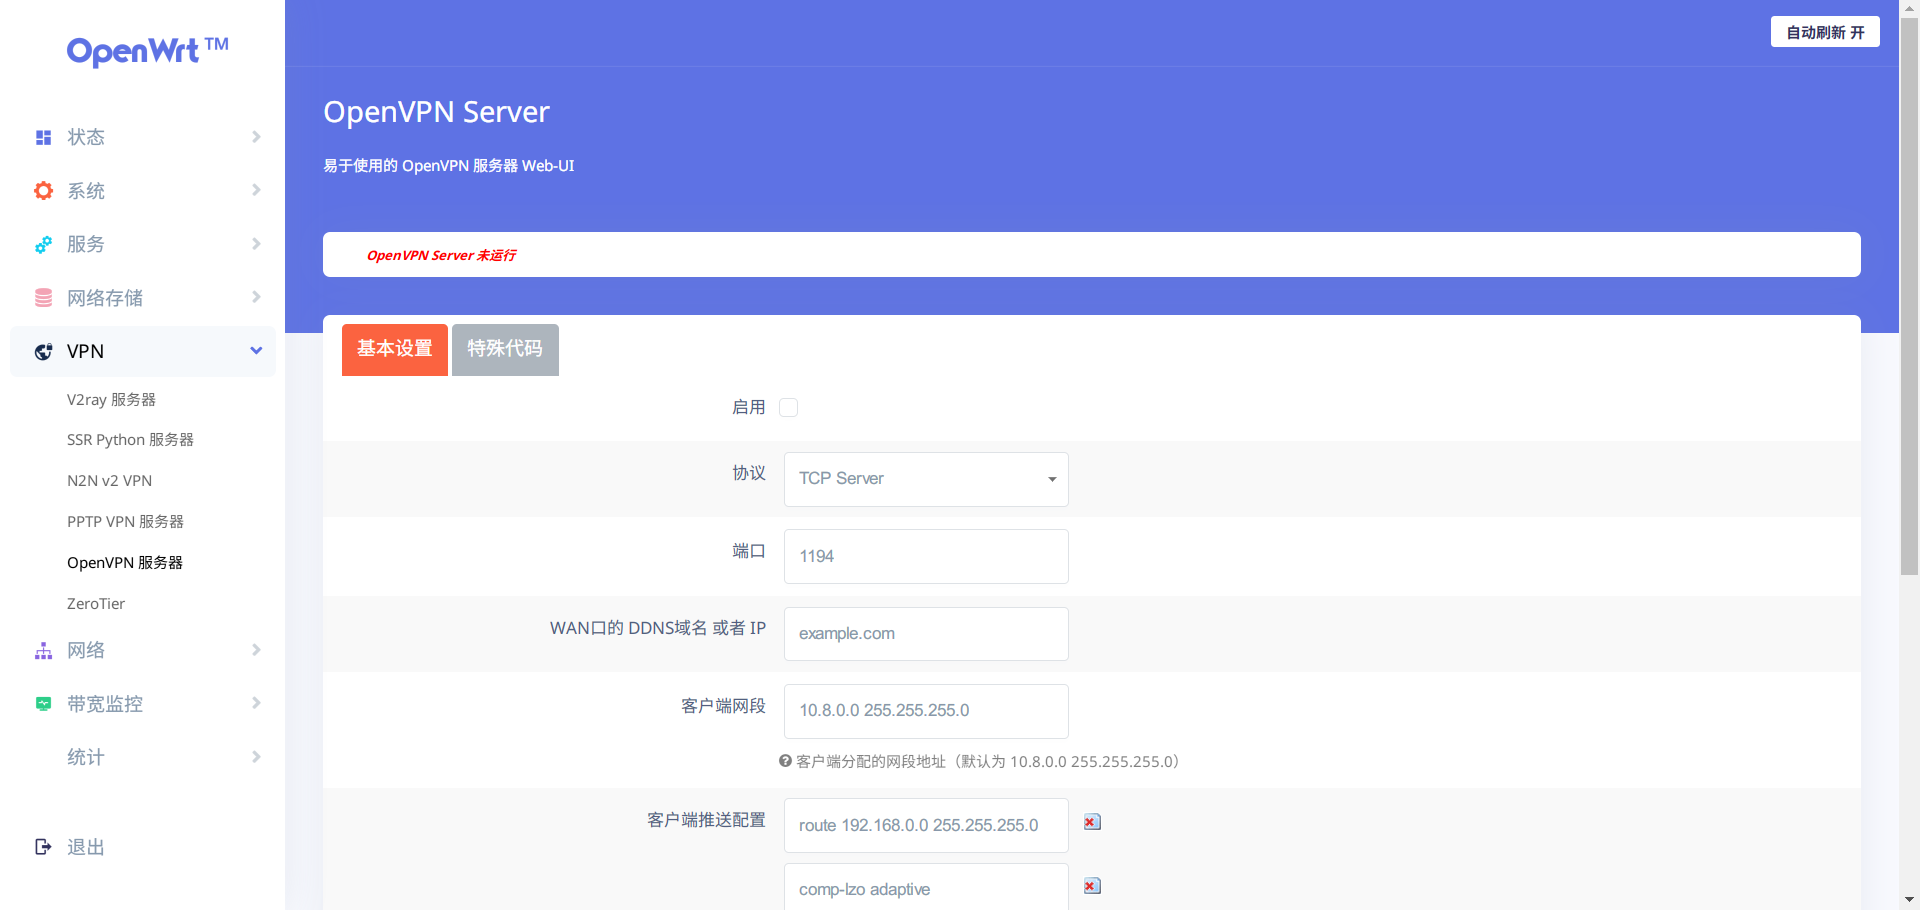 OpenWrt™
状态
系统
服务
网络存储
VPN
V2ray 服务器
SSR Python 服务器
N2N v2 VPN
PPTP VPN 服务器
OpenVPN 服务器
ZeroTier
网络
带宽监控
统计
退出
自动刷新 开
OpenVPN Server
易于使用的 OpenVPN 服务器 Web-UI
OpenVPN Server 未运行
基本设置 特殊代码
启用
协议 TCP Server
端口 1194
WAN口的 DDNS域名 或者 IP example.com
客户端网段 10.8.0.0 255.255.255.0
客户端分配的网段地址（默认为 10.8.0.0 255.255.255.0）
客户端推送配置 route 192.168.0.0 255.255.255.0
comp-lzo adaptive